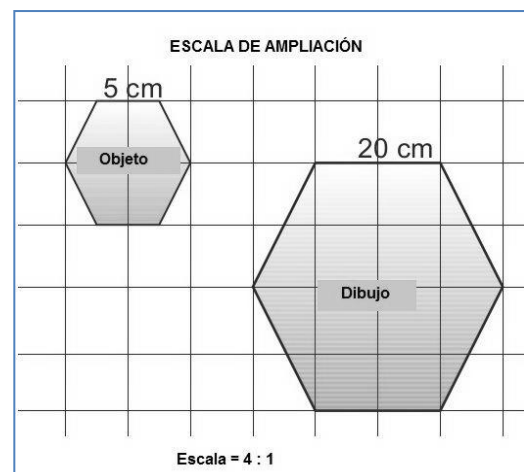 ESCALA DE AMPLIACIÓN
5 cm
Objeto
20 cm
Dibujo
Escala = 4 : 1